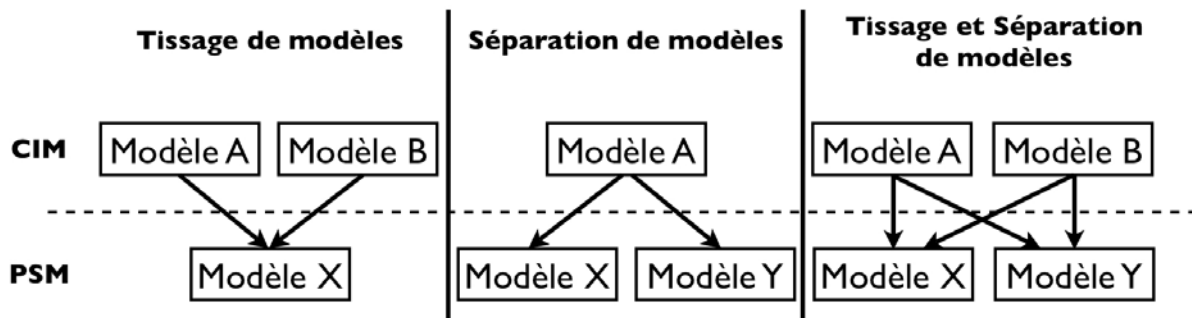 Tissage de modèles
Séparation de modèles
Tissage et Séparation
de modèles
CIM
Modèle A
Modèle B
Modèle A
Modèle A
Modèle B
PSM
Modèle X
Modèle X
Modèle Y
Modèle X
Modèle Y